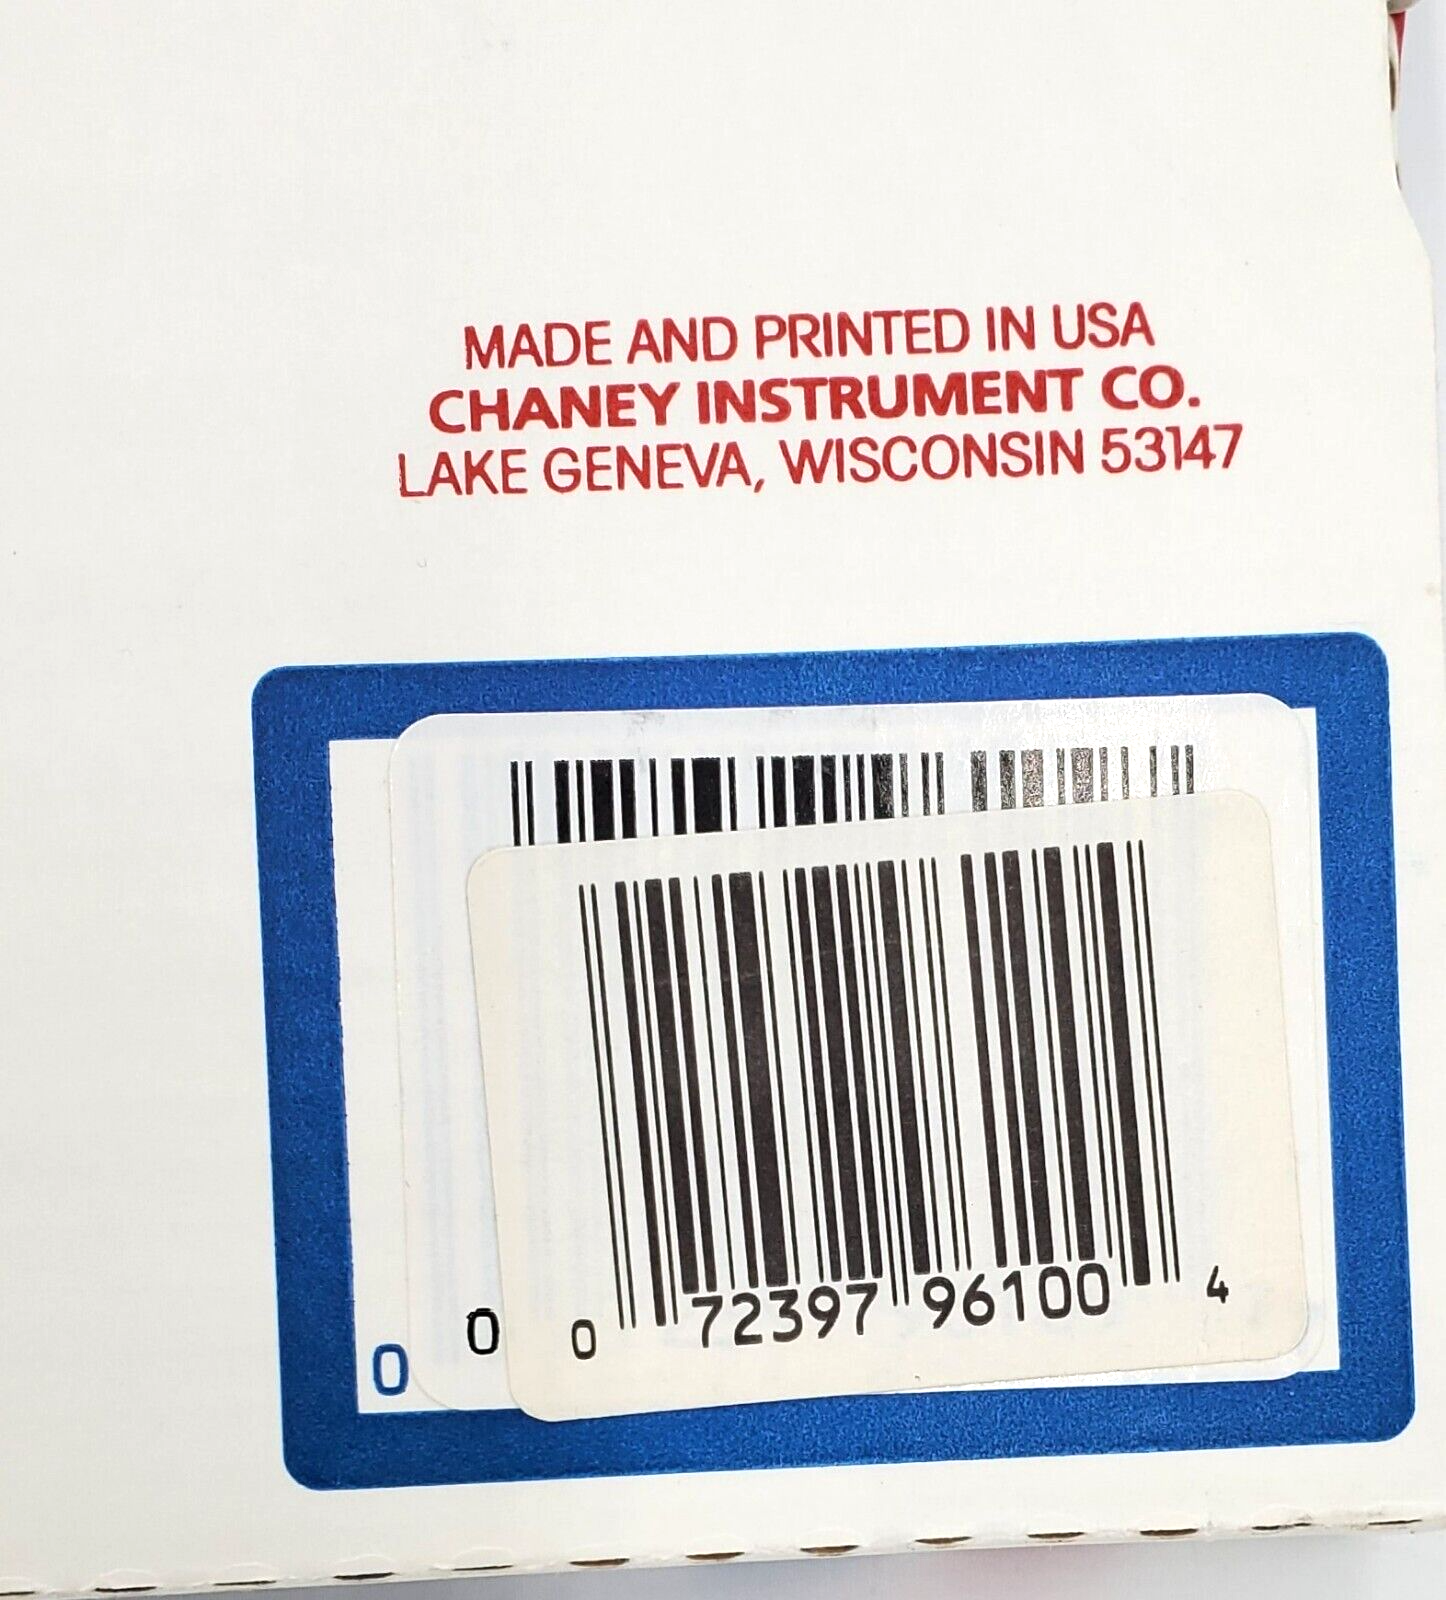 MADE AND PRINTED IN USA
CHANEY INSTRUMENT CO.
LAKE GENEVA, WISCONSIN 53147
0 0 0 72397 96100 4